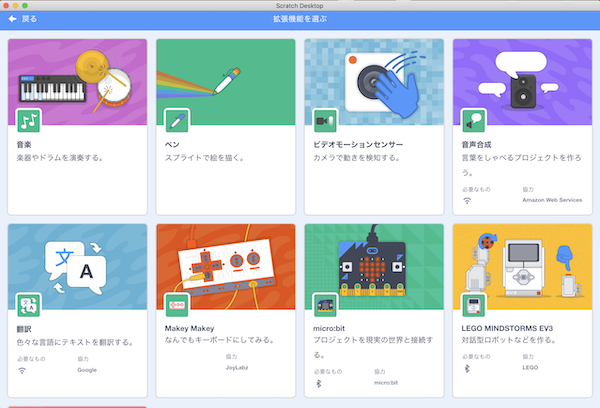 Scratch Desktop
戻る
拡張機能を選ぶ
音楽
楽器やドラムを演奏する。
ペン
スプライトで絵を描く。
ビデオモーションセンサー
カメラで動きを検知する。
音声合成
言葉をしゃべるプロジェクトを作ろ
う。
必要なもの 協力
Amazon Web Services
文 A
翻訳
色々な言語にテキストを翻訳する。
必要なもの 協力
Google
Makey Makey
なんでもキーボードにしてみる。
協力
JoyLabz
micro:bit
プロジェクトを現実の世界と接続す
る。
必要なもの 協力
micro:bit
LEGO MINDSTORMS EV3
対話型ロボットなどを作る。
必要なもの 協力
LEGO